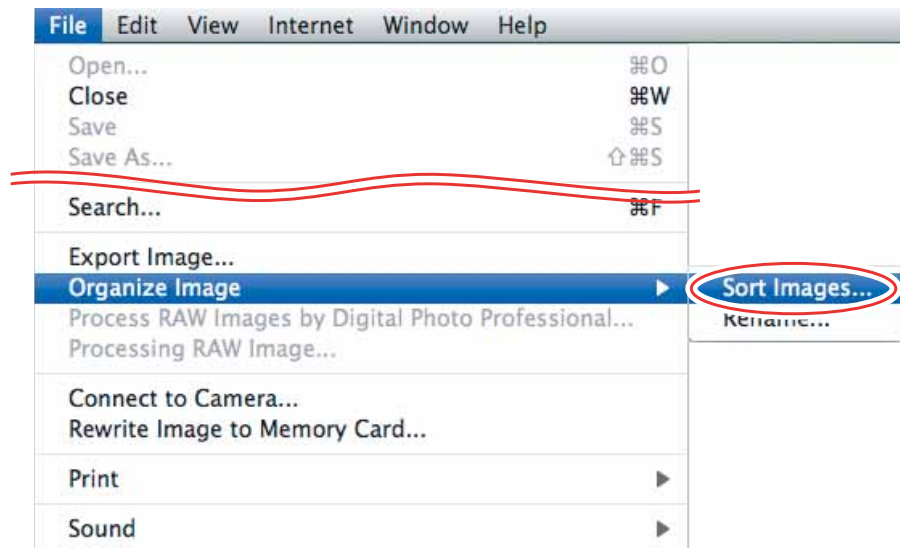 File Edit View Internet Window Help
Open... ⌘O
Close ⌘W
Save ⌘S
Save As... ⇧⌘S
Search... ⌘F
Export Image...
Organize Image ▶ Sort Images...
Process RAW Images by Digital Photo Professional... Rename...
Processing RAW Image...
Connect to Camera...
Rewrite Image to Memory Card...
Print ▶
Sound ▶